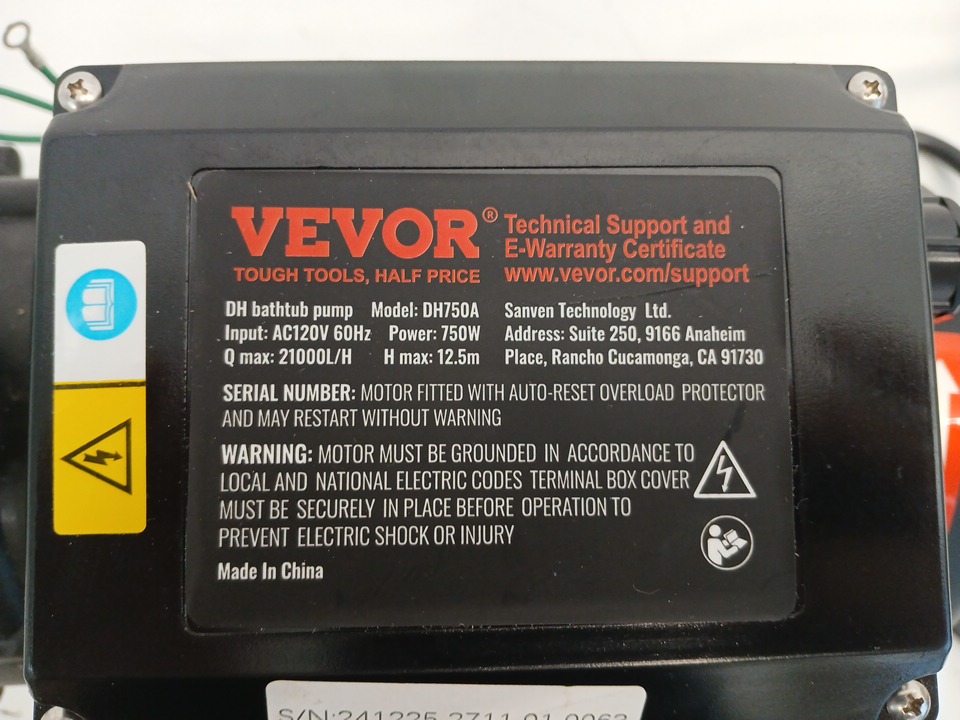 VEVOR®
TOUGH TOOLS, HALF PRICE
Technical Support and
E-Warranty Certificate
www.vevor.com/support
DH bathtub pump Model: DH750A
Input: AC120V 60Hz Power: 750W
Q max: 21000L/H H max: 12.5m
Sanven Technology Ltd.
Address: Suite 250, 9166 Anaheim
Place, Rancho Cucamonga, CA 91730
SERIAL NUMBER: MOTOR FITTED WITH AUTO-RESET OVERLOAD PROTECTOR
AND MAY RESTART WITHOUT WARNING
WARNING: MOTOR MUST BE GROUNDED IN ACCORDANCE TO
LOCAL AND NATIONAL ELECTRIC CODES TERMINAL BOX COVER
MUST BE SECURELY IN PLACE BEFORE OPERATION TO
PREVENT ELECTRIC SHOCK OR INJURY
Made In China
S/N:241225 2711 01 0063